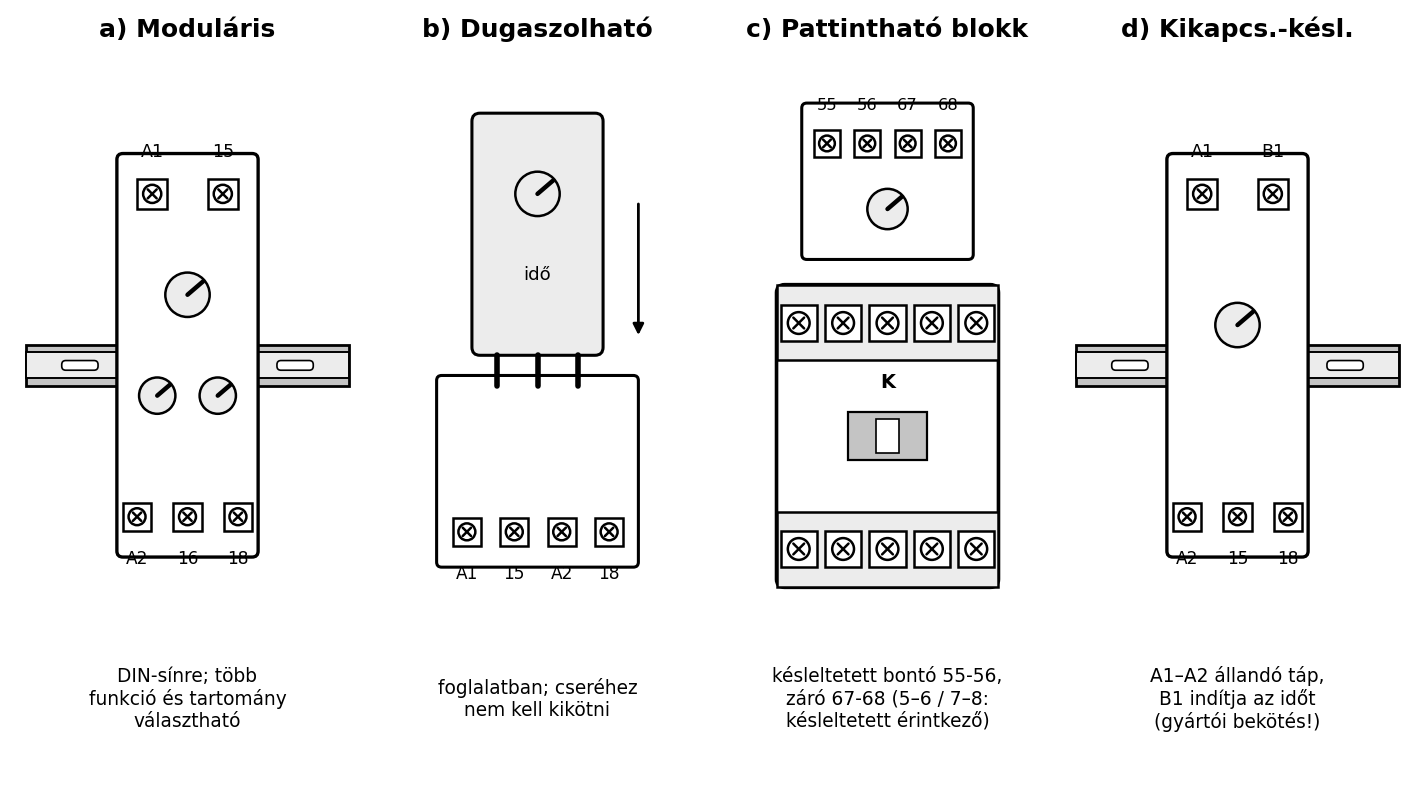 a) Moduláris
A1 15
A2 16 18
DIN-sínre; több
funkció és tartomány
választható
b) Dugaszolható
idő
A1 15 A2 18
foglalatban; cseréhez
nem kell kikötni
c) Pattintható blokk
55 56 67 68
K
késleltetett bontó 55-56,
záró 67-68 (5–6 / 7–8:
késleltetett érintkező)
d) Kikapcs.-késl.
A1 B1
A2 15 18
A1–A2 állandó táp,
B1 indítja az időt
(gyártói bekötés!)